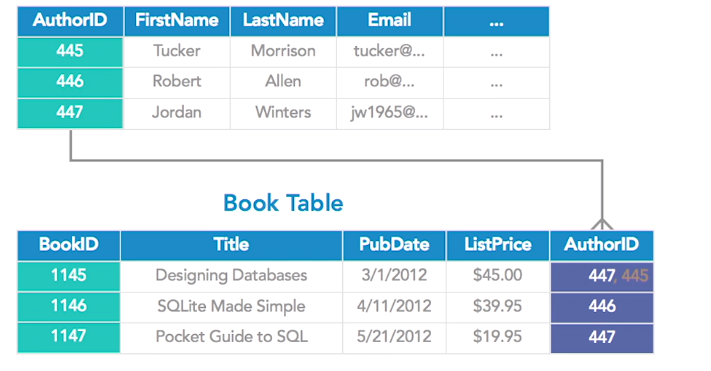 AuthorID FirstName LastName Email ...
445 Tucker Morrison tucker@... ...
446 Robert Allen rob@... ...
447 Jordan Winters jw1965@... ...
Book Table
BookID Title PubDate ListPrice AuthorID
1145 Designing Databases 3/1/2012 $45.00 447, 445
1146 SQLite Made Simple 4/11/2012 $39.95 446
1147 Pocket Guide to SQL 5/21/2012 $19.95 447